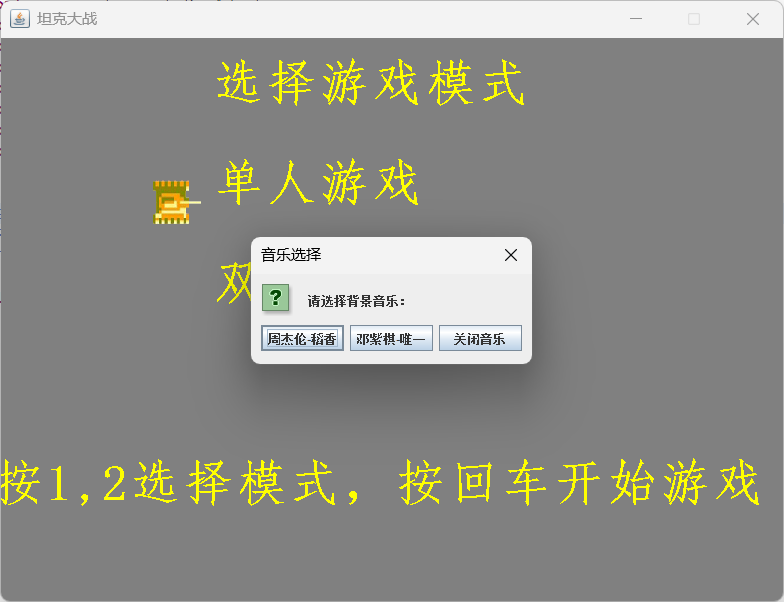 坦克大战
选择游戏模式
单人游戏
双
音乐选择
请选择背景音乐：
周杰伦-稻香
邓紫棋-唯一
关闭音乐
按1,2选择模式，按回车开始游戏